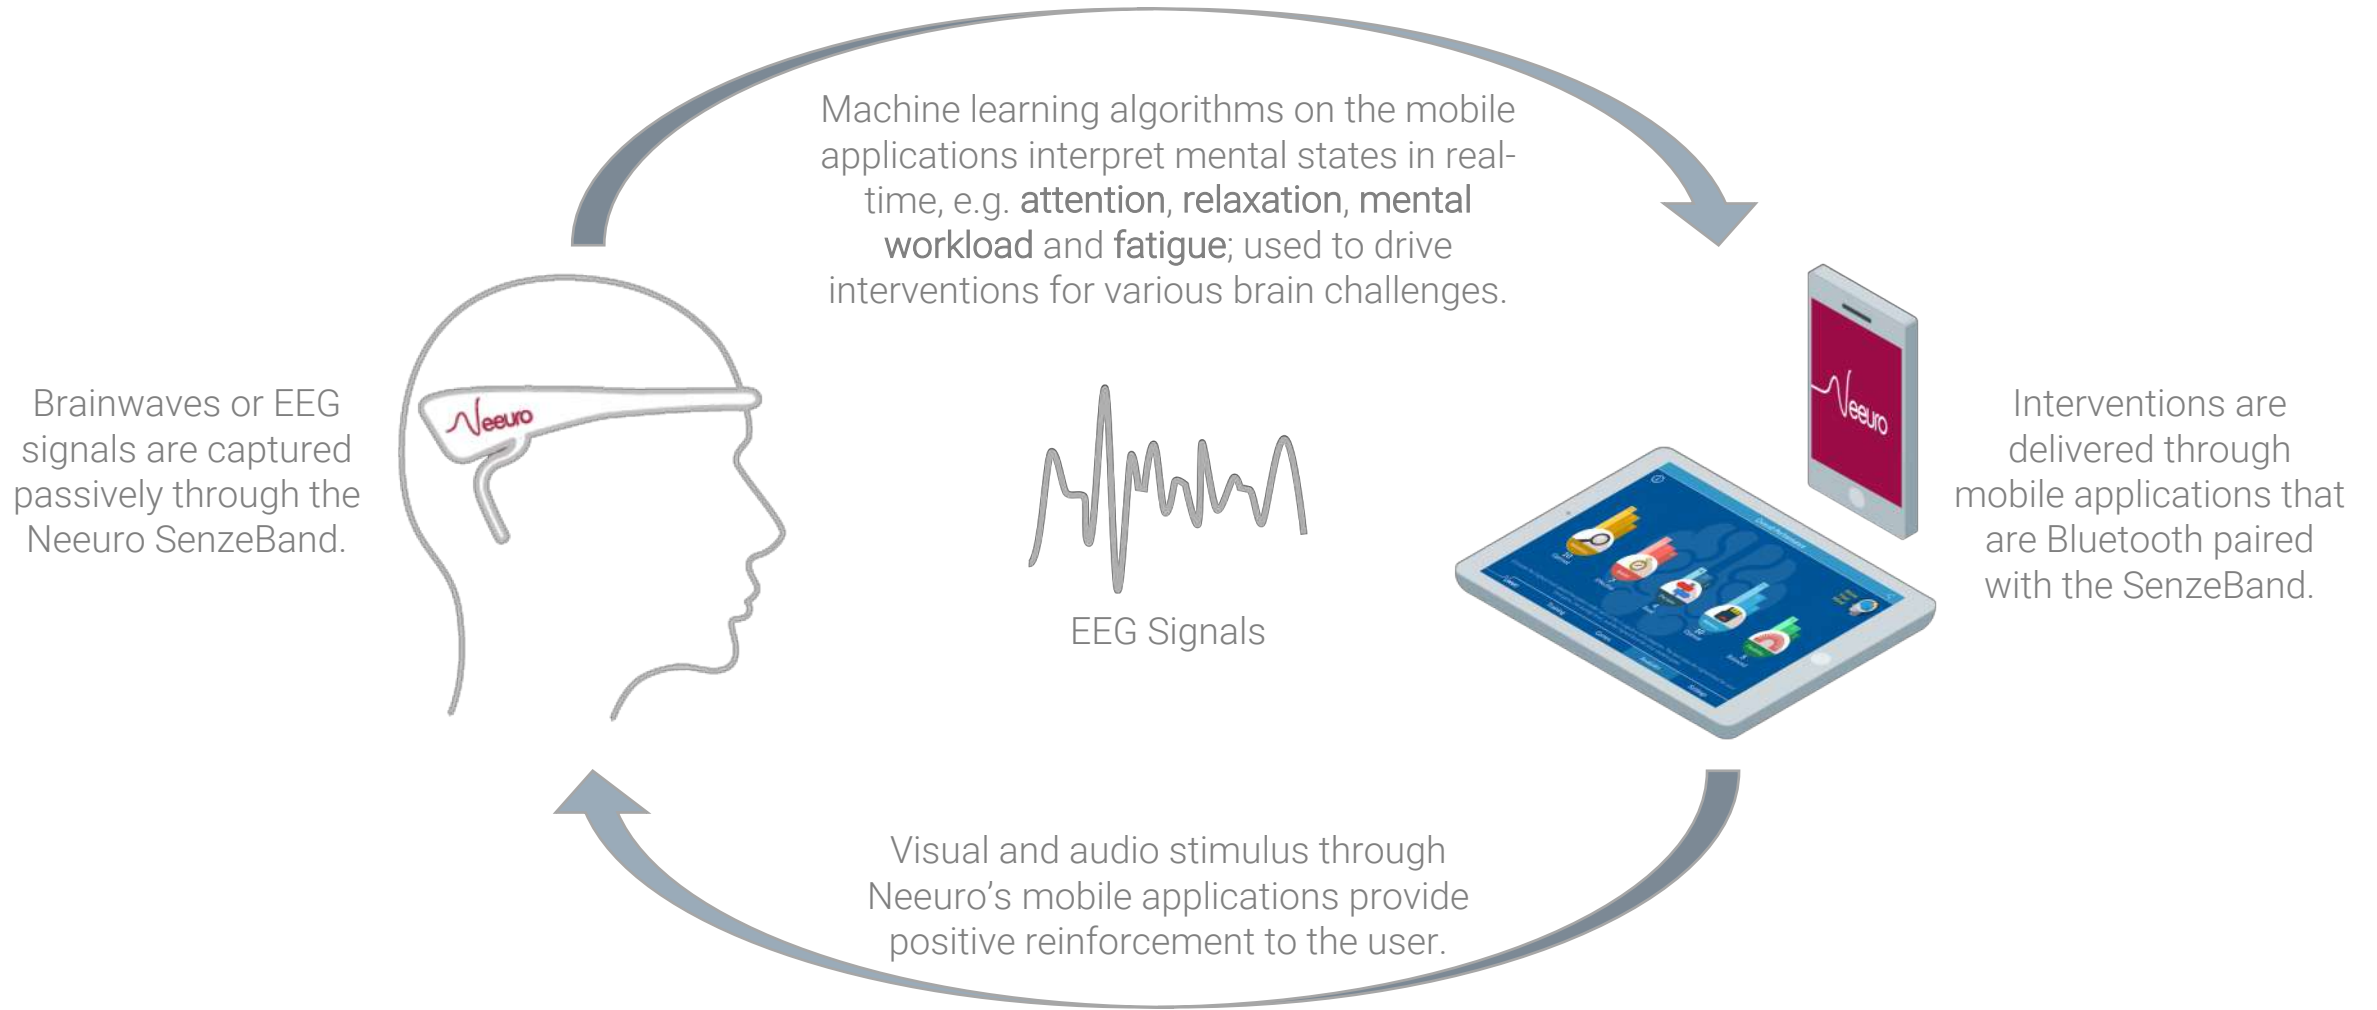 Machine learning algorithms on the mobile
applications interpret mental states in real-
time, e.g. attention, relaxation, mental
workload and fatigue; used to drive
interventions for various brain challenges.
Brainwaves or EEG
signals are captured
passively through the
Neeuro SenzeBand.
Neeuro
EEG Signals
Neeuro
Interventions are
delivered through
mobile applications that
are Bluetooth paired
with the SenzeBand.
Visual and audio stimulus through
Neeuro’s mobile applications provide
positive reinforcement to the user.